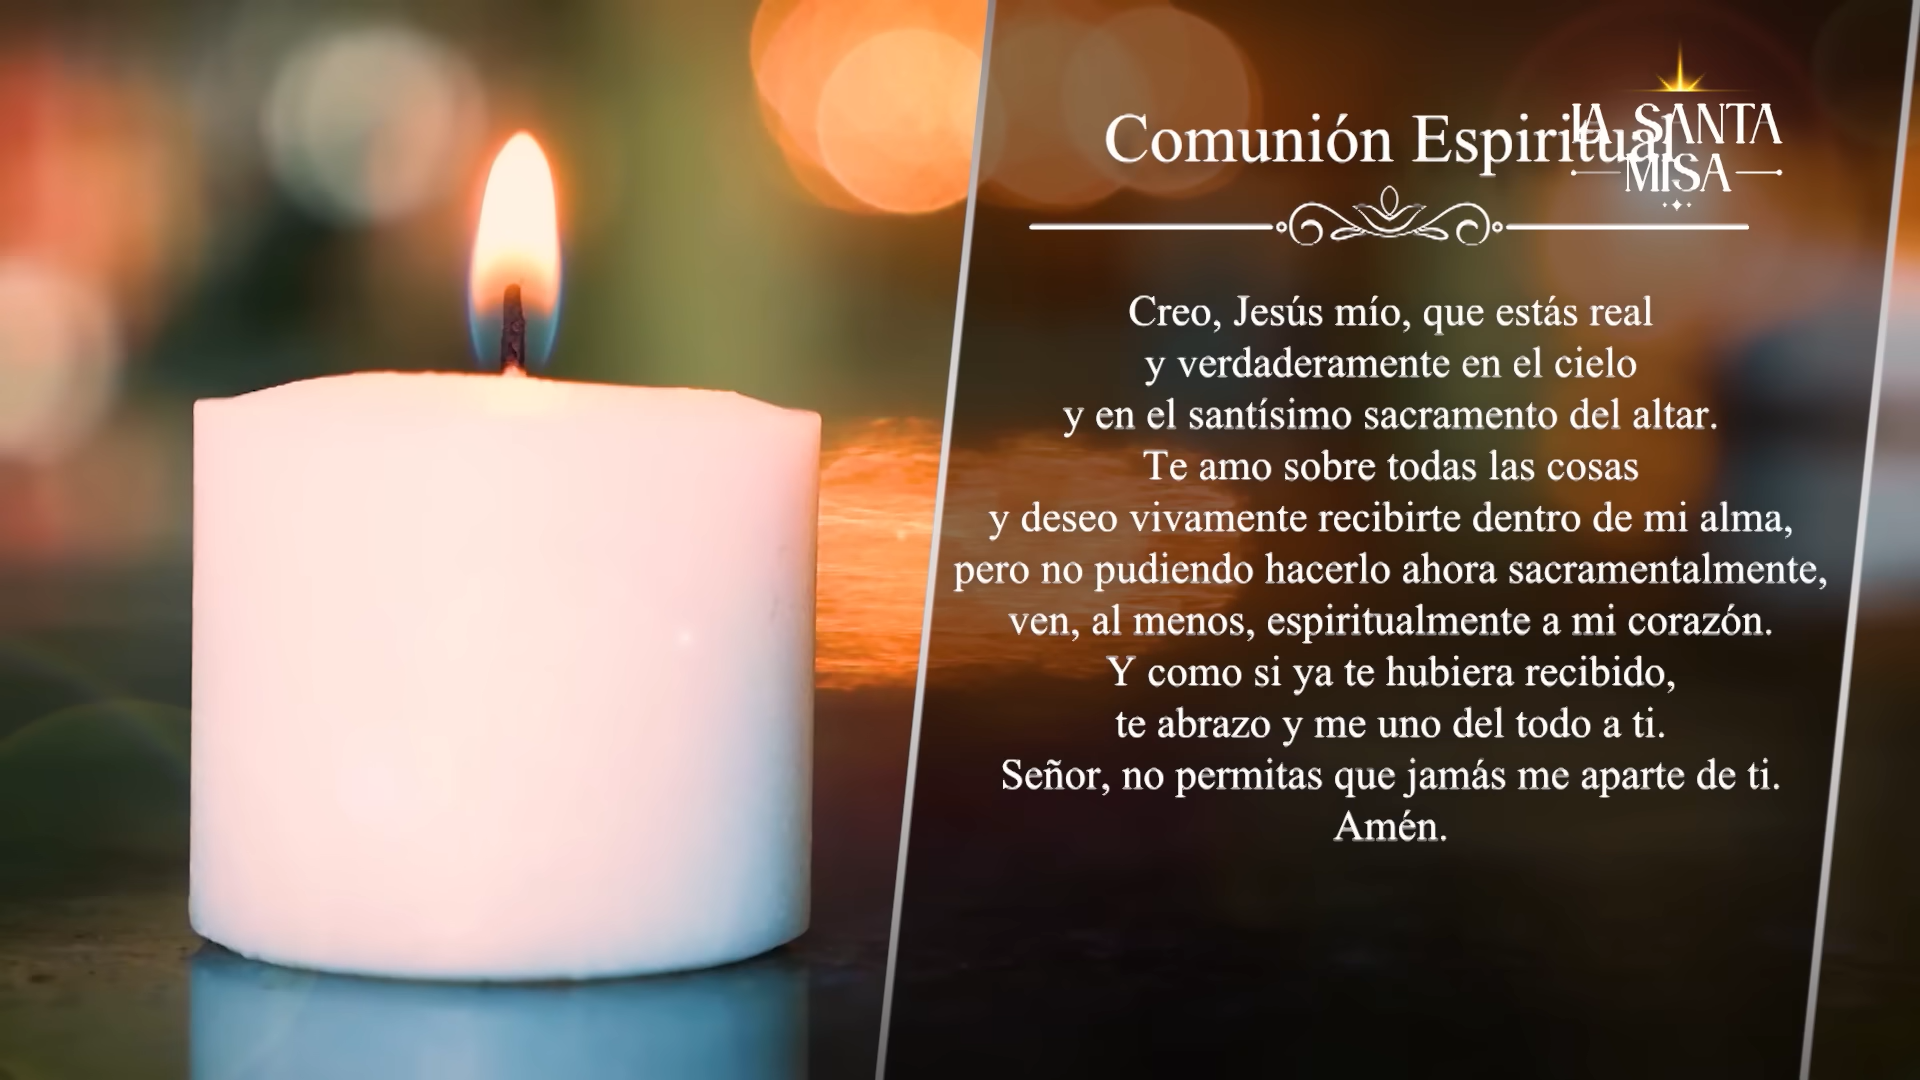 Comunión Espiritual
LA SANTA
MISA
Creo, Jesús mío, que estás real
y verdaderamente en el cielo
y en el santísimo sacramento del altar.
Te amo sobre todas las cosas
y deseo vivamente recibirte dentro de mi alma,
pero no pudiendo hacerlo ahora sacramentalmente,
ven, al menos, espiritualmente a mi corazón.
Y como si ya te hubiera recibido,
te abrazo y me uno del todo a ti.
Señor, no permitas que jamás me aparte de ti.
Amén.